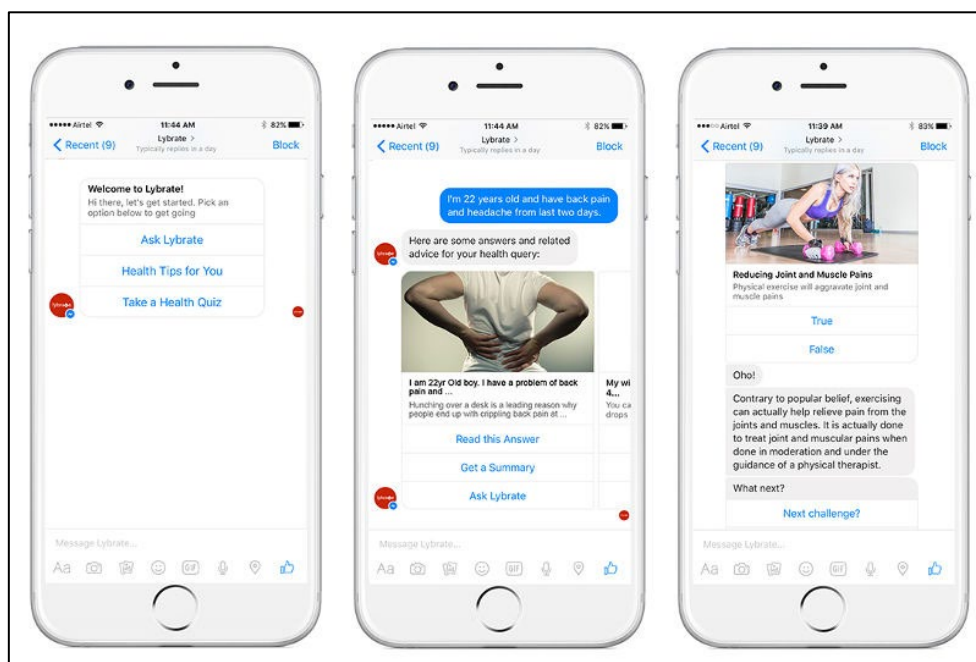 Airtel 11:44 AM 82%
Recent (9) Lybrate > Block
Typically replies in a day
Welcome to Lybrate!
Hi there, let's get started. Pick an
option below to get going
Ask Lybrate
Health Tips for You
Take a Health Quiz
Message Lybrate...
Aa GIF
Airtel 11:44 AM 82%
Recent (9) Lybrate > Block
Typically replies in a day
I'm 22 years old and have back pain
and headache from last two days.
Here are some answers and related
advice for your health query:
I am 22yr Old boy. I have a problem of back
pain and ...
Hunching over a desk is a leading reason why
people end up with crippling back pain at ...
Read this Answer
Get a Summary
Ask Lybrate
My wi
4...
You ca
drops
Message Lybrate...
Aa GIF
Airtel 11:39 AM 83%
Recent (9) Lybrate > Block
Typically replies in a day
Reducing Joint and Muscle Pains
Physical exercise will aggravate joint and
muscle pains
True
False
Oho!
Contrary to popular belief, exercising
can actually help relieve pain from the
joints and muscles. It is actually done
to treat joint and muscular pains when
done in moderation and under the
guidance of a physical therapist.
What next?
Next challenge?
Message Lybrate...
Aa GIF